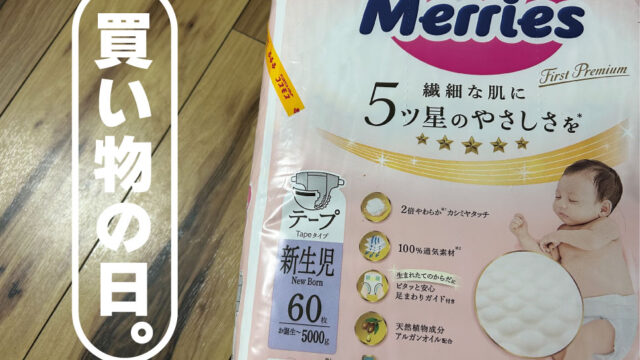 買い物の日。
Merries
First Premium
繊細な肌に
5ツ星のやさしさを*
テープ
Tapeタイプ
新生児
New Born
60枚
お誕生〜5000g
2倍やわらか*¹ カシミヤタッチ
100%通気素材*²
生まれたてのからだに
ピタッと安心
足まわりガイド付き
天然植物成分
アルガンオイル配合